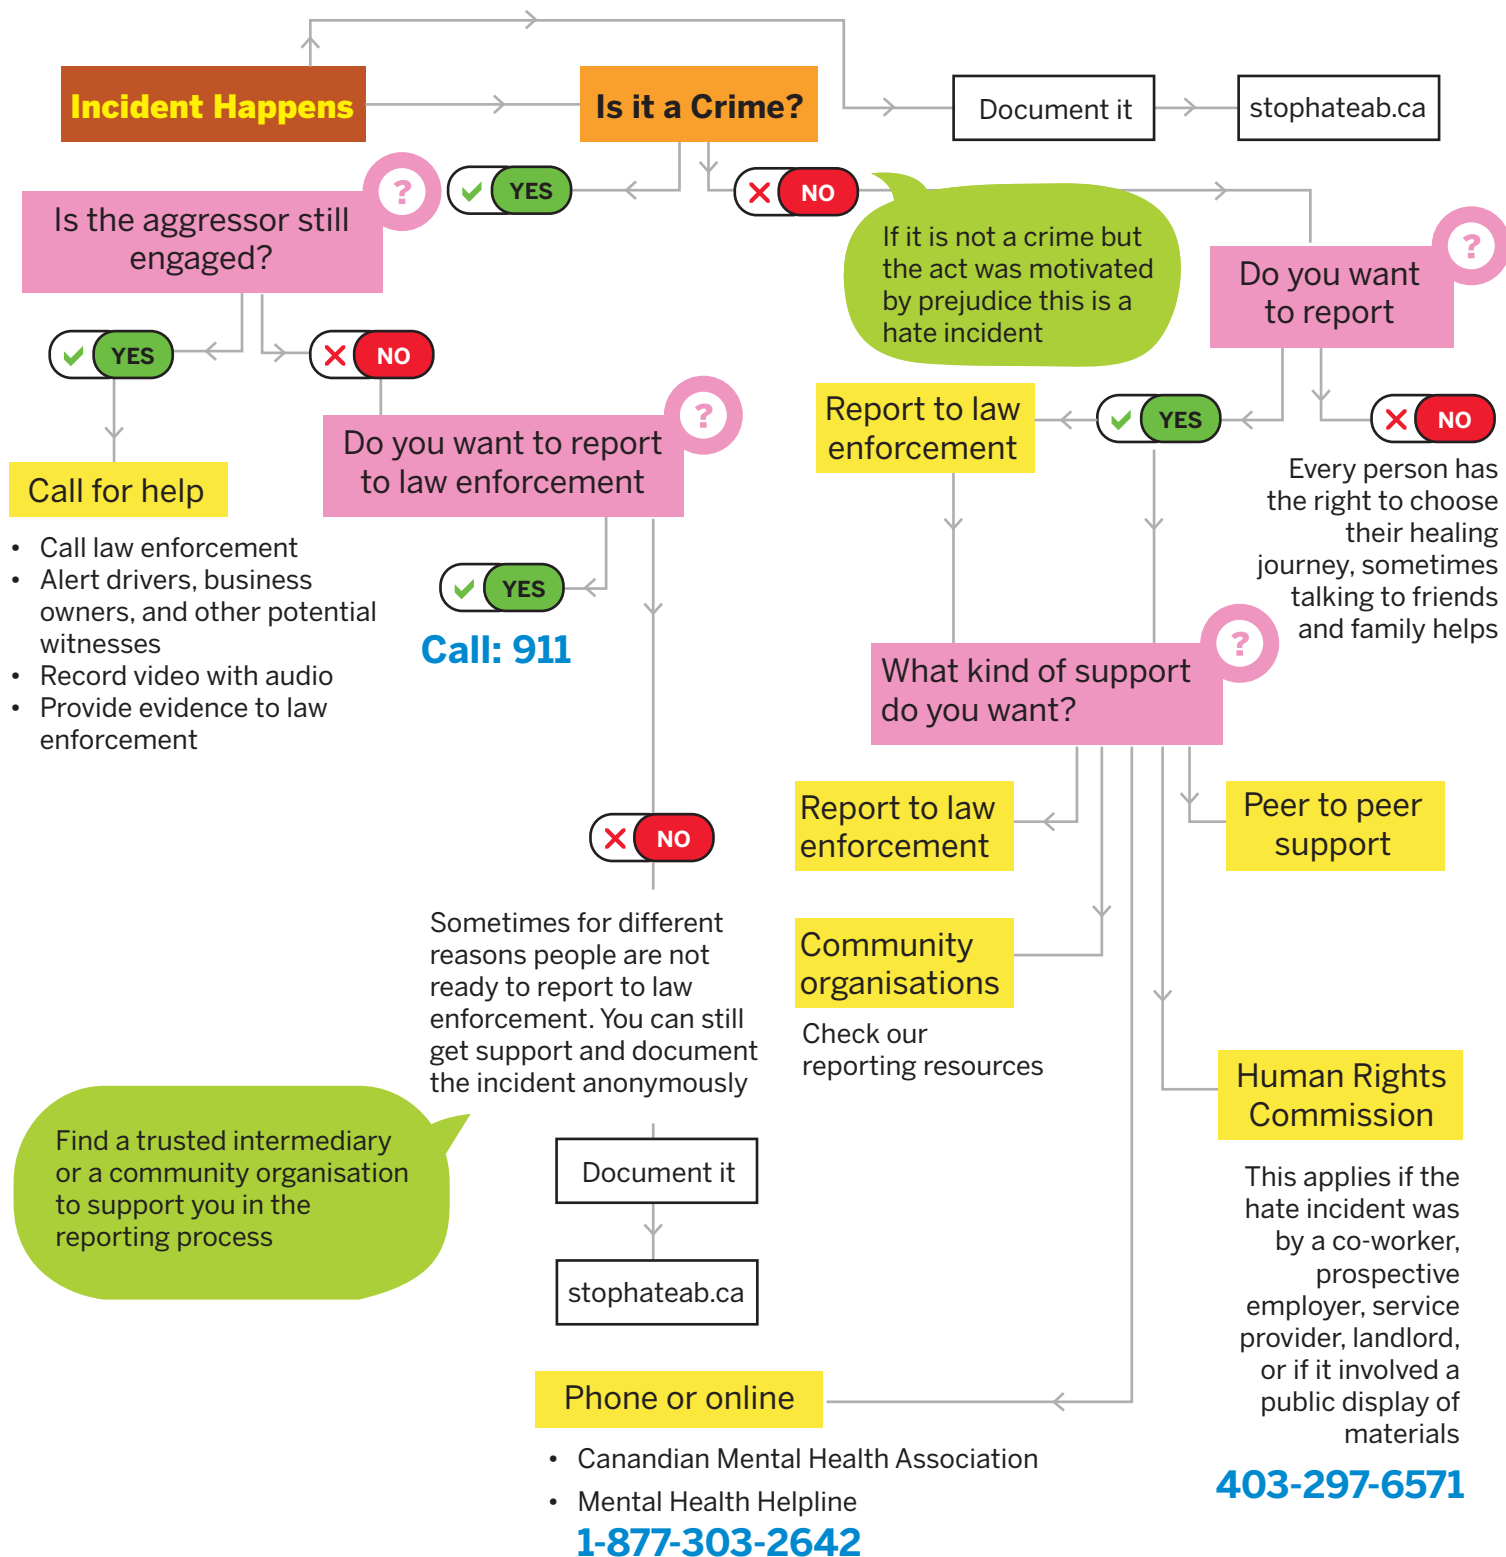 Incident Happens
Is it a Crime?
Document it
stophateab.ca
YES
NO
?
Is the aggressor still
engaged?
If it is not a crime but
the act was motivated
by prejudice this is a
hate incident
?
Do you want
to report
YES
NO
?
Do you want to report
to law enforcement
Report to law
enforcement
YES
NO
Every person has
the right to choose
their healing
journey, sometimes
talking to friends
and family helps
Call for help
• Call law enforcement
• Alert drivers, business
owners, and other potential
witnesses
• Record video with audio
• Provide evidence to law
enforcement
YES
Call: 911
?
What kind of support
do you want?
NO
Report to law
enforcement
Peer to peer
support
Sometimes for different
reasons people are not
ready to report to law
enforcement. You can still
get support and document
the incident anonymously
Community
organisations
Check our
reporting resources
Human Rights
Commission
This applies if the
hate incident was
by a co-worker,
prospective
employer, service
provider, landlord,
or if it involved a
public display of
materials
403-297-6571
Find a trusted intermediary
or a community organisation
to support you in the
reporting process
Document it
stophateab.ca
Phone or online
• Canandian Mental Health Association
• Mental Health Helpline
1-877-303-2642